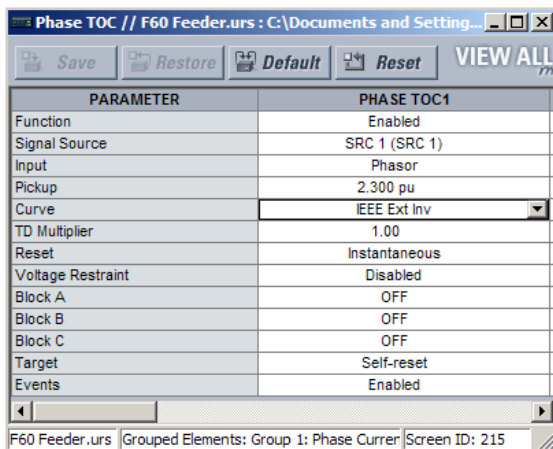 Phase TOC // F60 Feeder.urs : C:\Documents and Setting...
Save Restore Default Reset VIEW ALL
PARAMETER PHASE TOC1
Function Enabled
Signal Source SRC 1 (SRC 1)
Input Phasor
Pickup 2.300 pu
Curve IEEE Ext Inv
TD Multiplier 1.00
Reset Instantaneous
Voltage Restraint Disabled
Block A OFF
Block B OFF
Block C OFF
Target Self-reset
Events Enabled
F60 Feeder.urs Grouped Elements: Group 1: Phase Curren Screen ID: 215